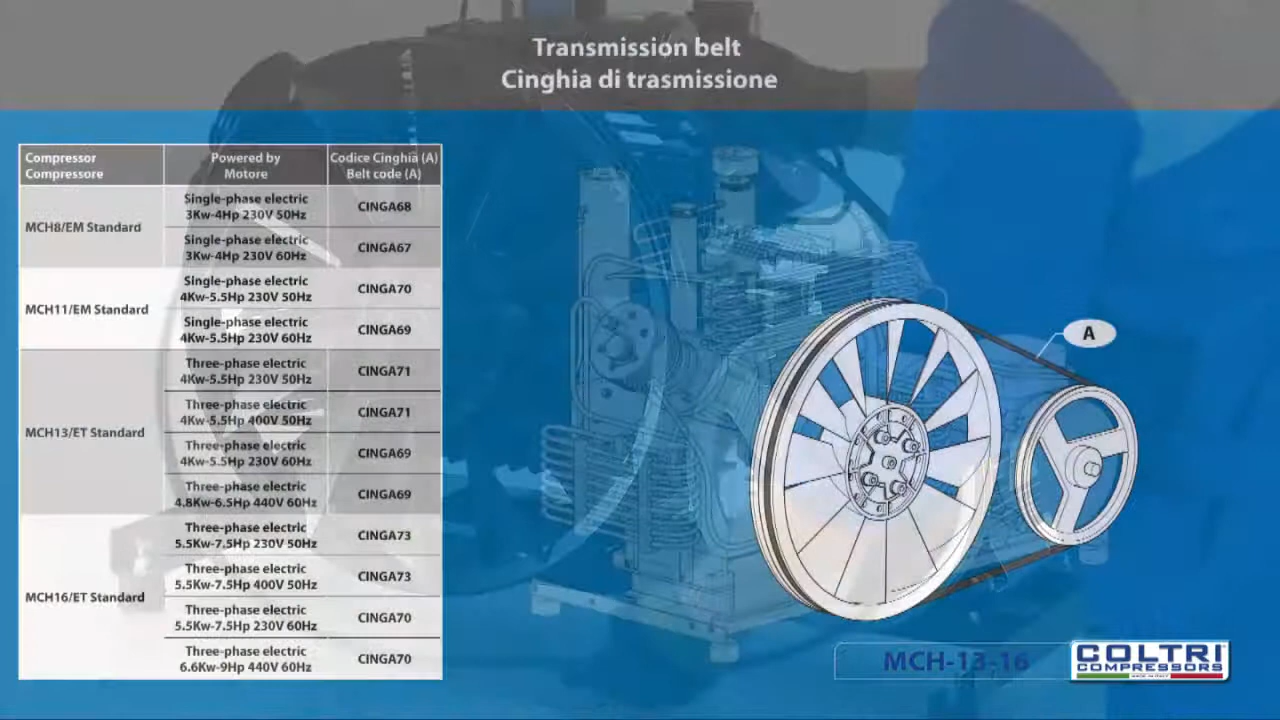 Transmission belt
Cinghia di trasmissione
Compressor
Compressore
Powered by
Motore
Codice Cinghia (A)
Belt code (A)
MCH8/EM Standard
Single-phase electric
3Kw-4Hp 230V 50Hz
CINGA68
Single-phase electric
3Kw-4Hp 230V 60Hz
CINGA67
MCH11/EM Standard
Single-phase electric
4Kw-5.5Hp 230V 50Hz
CINGA70
Single-phase electric
4Kw-5.5Hp 230V 60Hz
CINGA69
MCH13/ET Standard
Three-phase electric
4Kw-5.5Hp 230V 50Hz
CINGA71
Three-phase electric
4Kw-5.5Hp 400V 50Hz
CINGA71
Three-phase electric
4Kw-5.5Hp 230V 60Hz
CINGA69
Three-phase electric
4.8Kw-6.5Hp 440V 60Hz
CINGA69
MCH16/ET Standard
Three-phase electric
5.5Kw-7.5Hp 230V 50Hz
CINGA73
Three-phase electric
5.5Kw-7.5Hp 400V 50Hz
CINGA73
Three-phase electric
5.5Kw-7.5Hp 230V 60Hz
CINGA70
Three-phase electric
6.6Kw-9Hp 440V 60Hz
CINGA70
A
MCH-13-16
COLTRI
COMPRESSORS
MADE IN ITALY